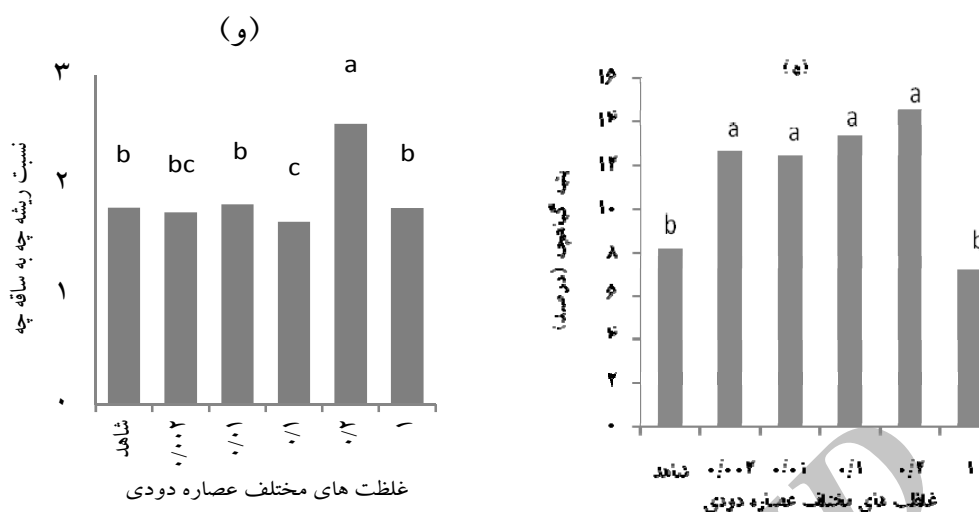 (و)
نسبت ریشه چه به ساقه چه
۳
۲
۱
۰
b
bc
b
c
a
b
شاهد
۰/۰۰۲
۰/۰۱
۰/۱
۰/۲
۱
غلظت های مختلف عصاره دودی
(ه)
(درصد)
۱۶
۱۴
۱۲
۱۰
۸
۶
۴
۲
۰
b
a
a
a
a
b
شاهد
۰/۰۰۲
۰/۰۱
۰/۱
۰/۲
۱
غلظت های مختلف عصاره دودی